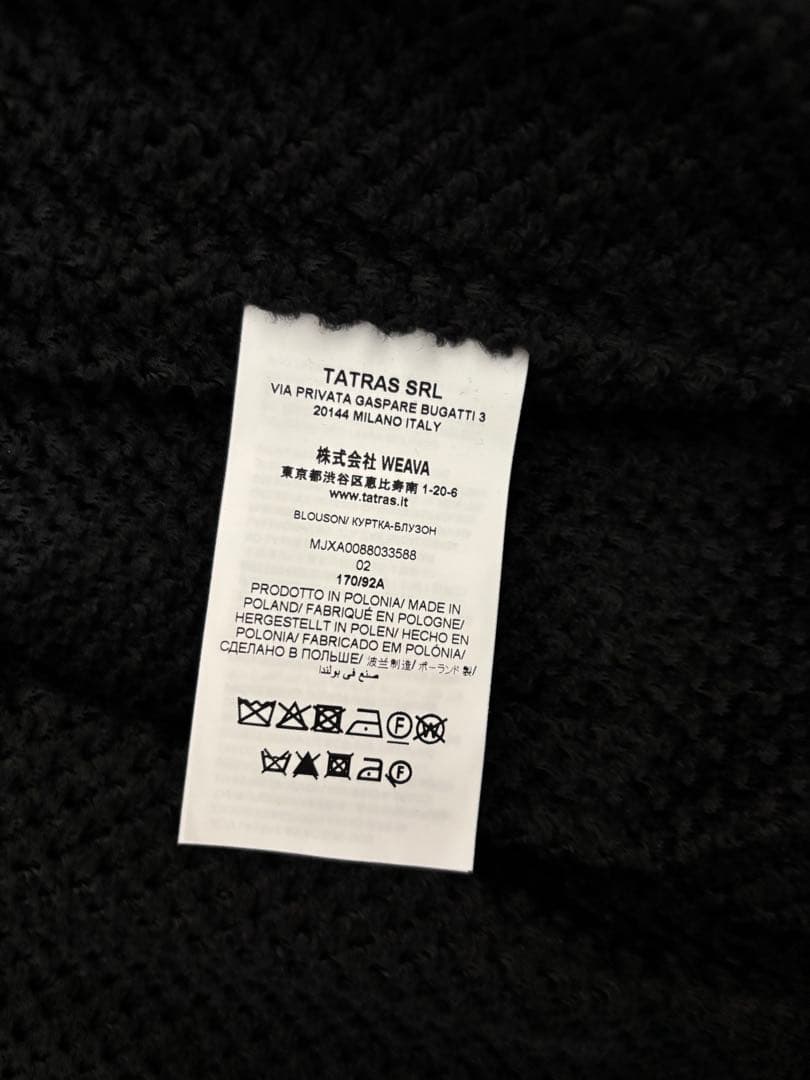 TATRAS SRL
VIA PRIVATA GASPARE BUGATTI 3
20144 MILANO ITALY
株式会社 WEAVA
東京都渋谷区恵比寿南 1-20-6
www.tatras.it
BLOUSON/ КУРТКА-БЛУЗОН
MJXA0088033568
02
170/92A
PRODOTTO IN POLONIA/ MADE IN
POLAND/ FABRIQUÉ EN POLOGNE/
HERGESTELLT IN POLEN/ HECHO EN
POLONIA/ FABRICADO EM POLÓNIA/
СДЕЛАНО В ПОЛЬШЕ/ 波兰制造/ ポーランド製/
صنع في بولندا
F W
F